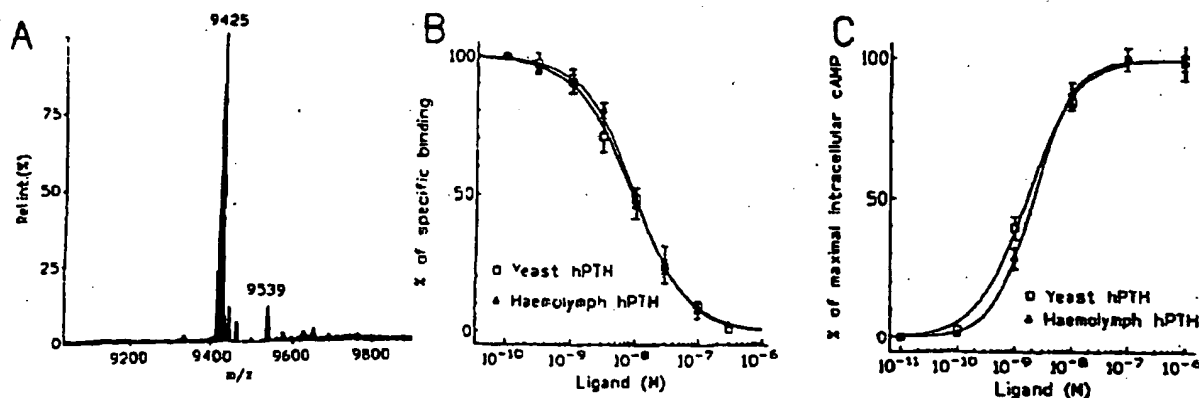 A
9425
75
50
25
0
9539
Rel.int.(%)
9200
9400
9600
9800
m/z
B
100
50
0
% of specific binding
□ Yeast hPTH
▵ Haemolymph hPTH
10⁻¹⁰
10⁻⁹
10⁻⁸
10⁻⁷
10⁻⁶
Ligand (M)
C
100
50
0
% of maximal intracellular cAMP
□ Yeast hPTH
▵ Haemolymph hPTH
10⁻¹¹
10⁻¹⁰
10⁻⁹
10⁻⁸
10⁻⁷
10⁻⁶
Ligand (M)